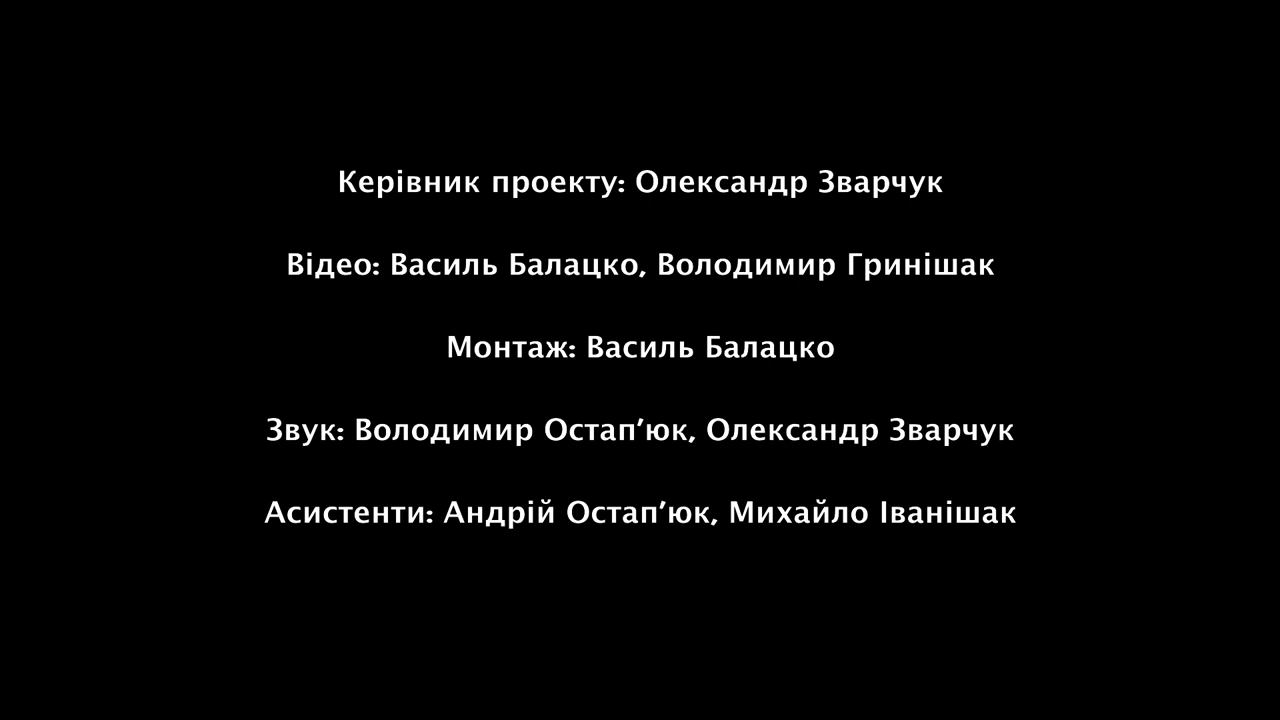 Керівник проекту: Олександр Зварчук
Відео: Василь Балацко, Володимир Гринішак
Монтаж: Василь Балацко
Звук: Володимир Остап’юк, Олександр Зварчук
Асистенти: Андрій Остап’юк, Михайло Іванішак